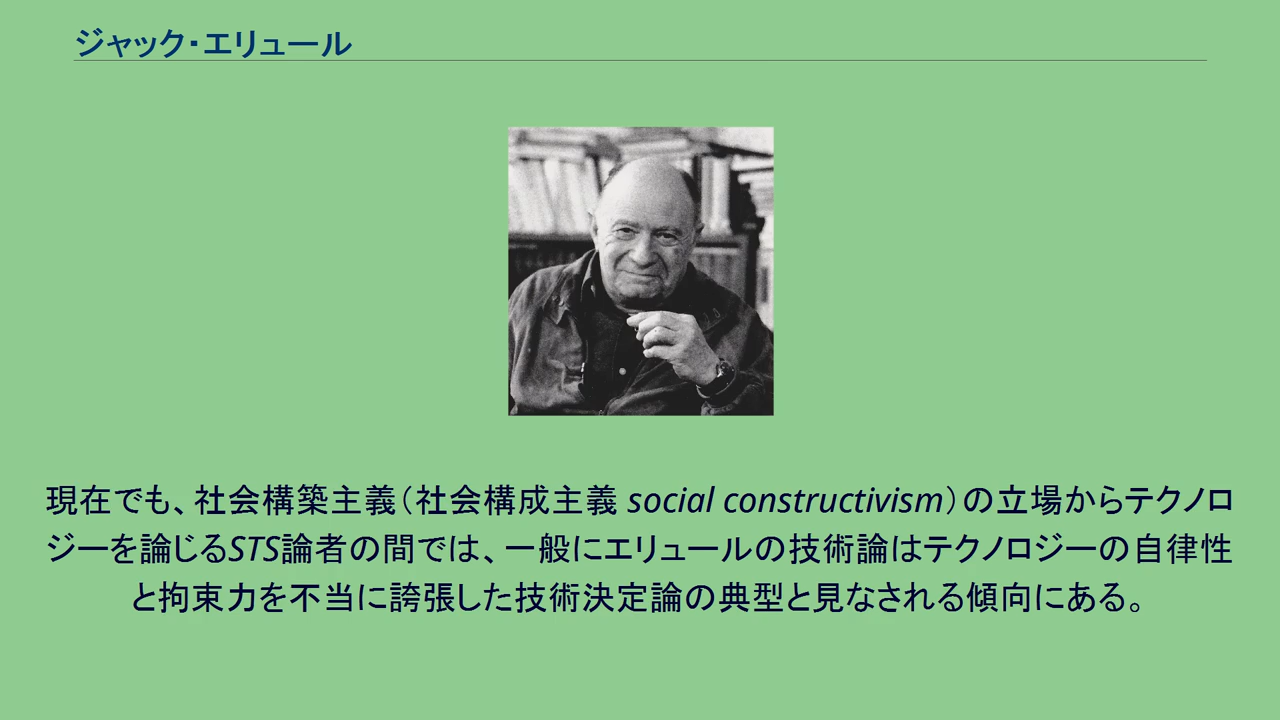 ジャック・エリュール
現在でも、社会構築主義（社会構成主義 social constructivism）の立場からテクノロ
ジーを論じるSTS論者の間では、一般にエリュールの技術論はテクノロジーの自律性
と拘束力を不当に誇張した技術決定論の典型と見なされる傾向にある。